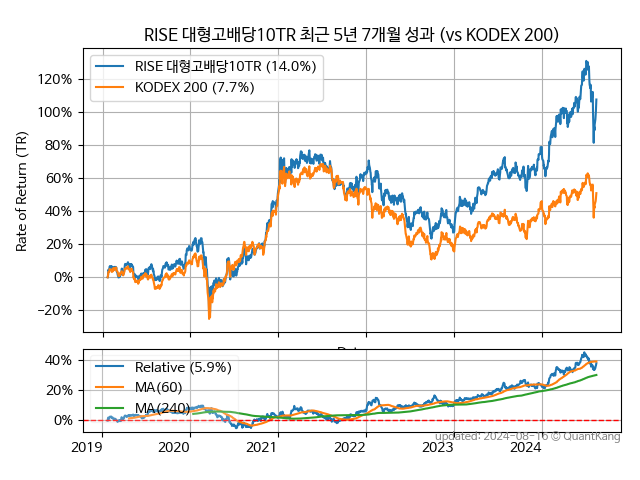 RISE 대형고배당10TR 최근 5년 7개월 성과 (vs KODEX 200)
RISE 대형고배당10TR (14.0%)
KODEX 200 (7.7%)
Rate of Return (TR)
120%
100%
80%
60%
40%
20%
0%
−20%
Relative (5.9%)
MA(60)
MA(240)
40%
20%
0%
2019 2020 2021 2022 2023 2024
updated: 2024-08-16 © QuantKang